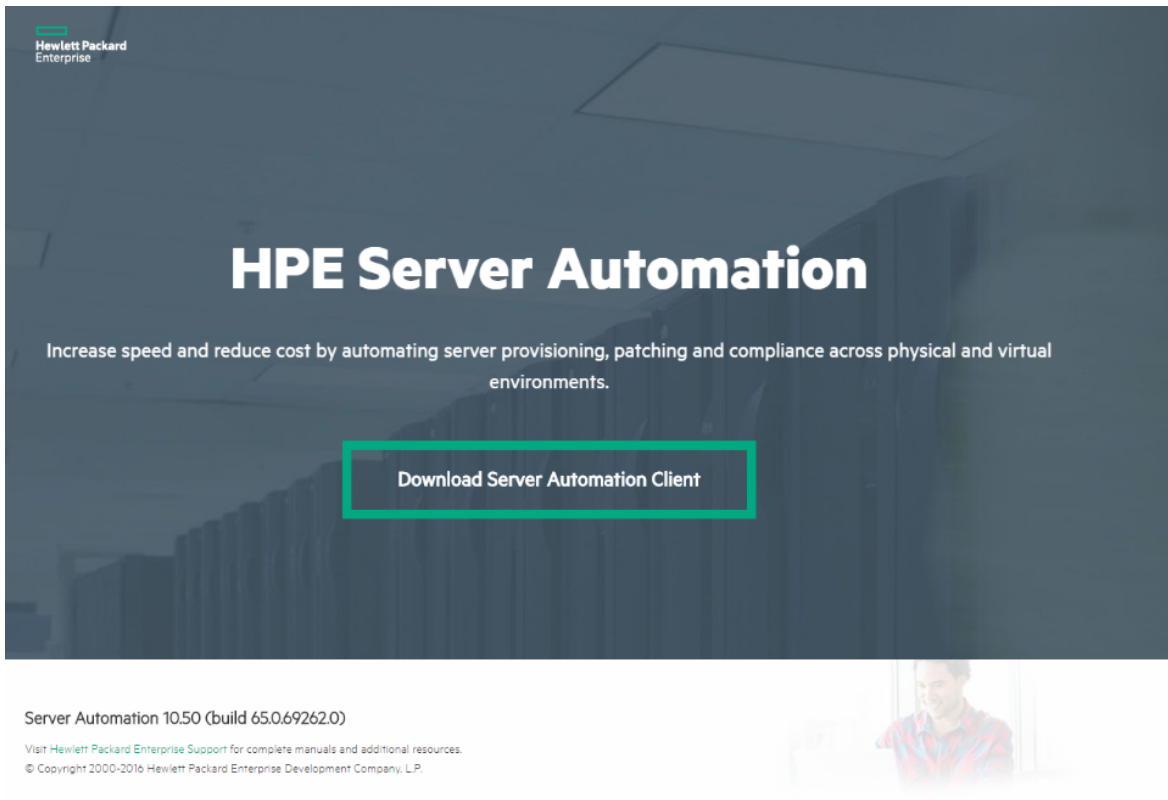 Hewlett Packard
Enterprise
HPE Server Automation
Increase speed and reduce cost by automating server provisioning, patching and compliance across physical and virtual
environments.
Download Server Automation Client
Server Automation 10.50 (build 65.0.69262.0)
Visit Hewlett Packard Enterprise Support for complete manuals and additional resources.
© Copyright 2000-2016 Hewlett Packard Enterprise Development Company, L.P.